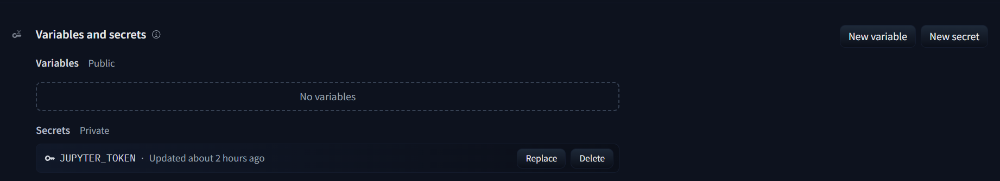 Variables and secrets
New variable
New secret
Variables Public
No variables
Secrets Private
JUPYTER_TOKEN · Updated about 2 hours ago
Replace
Delete